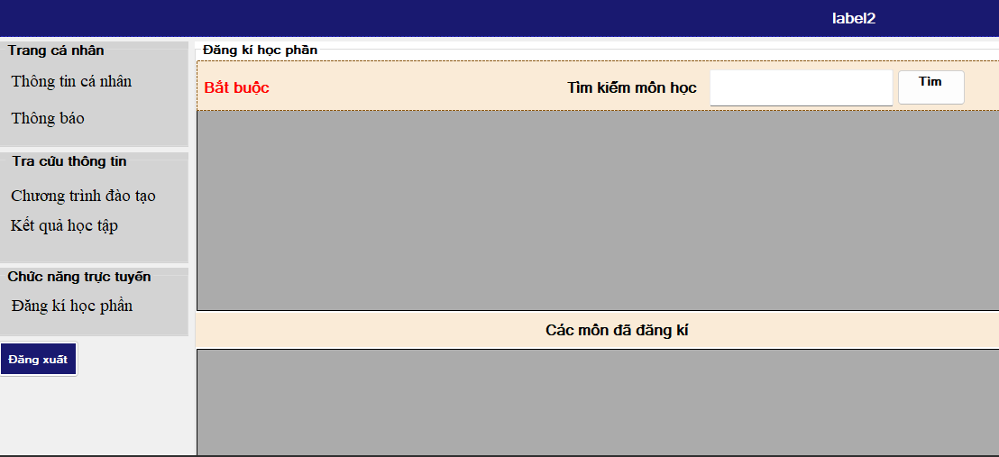 label2
Trang cá nhân
Thông tin cá nhân
Thông báo
Tra cứu thông tin
Chương trình đào tạo
Kết quả học tập
Chức năng trực tuyến
Đăng kí học phần
Đăng xuất
Đăng kí học phần
Bắt buộc
Tìm kiếm môn học
Tìm
Các môn đã đăng kí